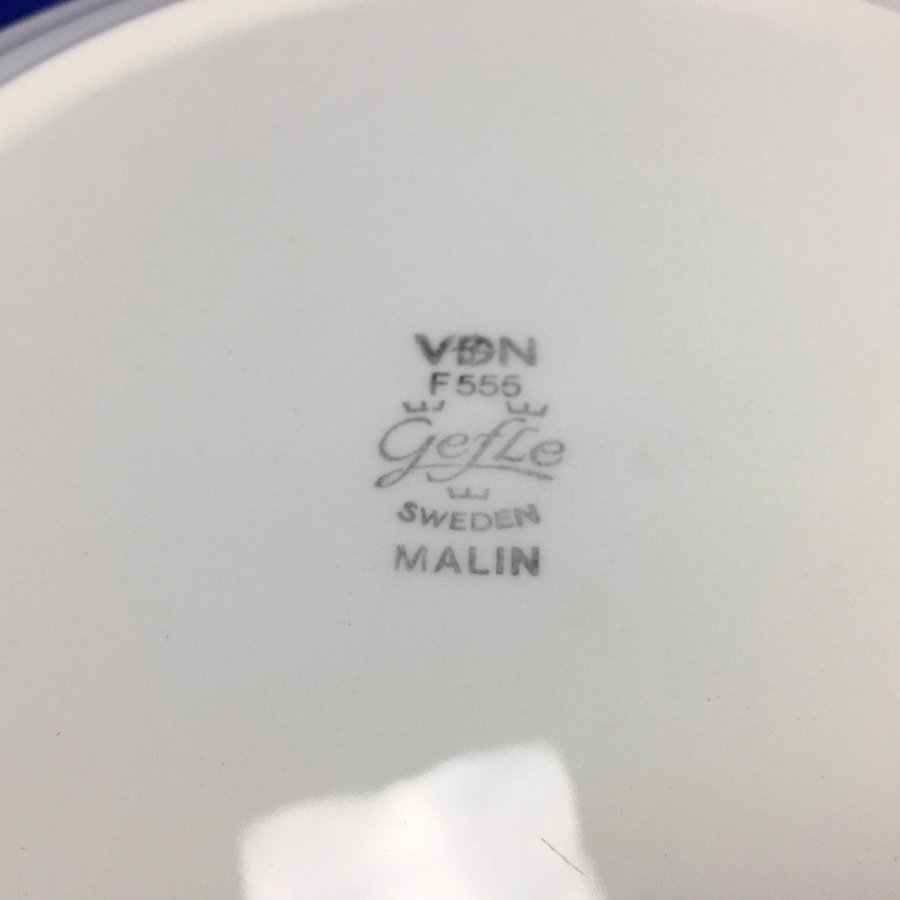 VDN
F555
Gefle
SWEDEN
MALIN